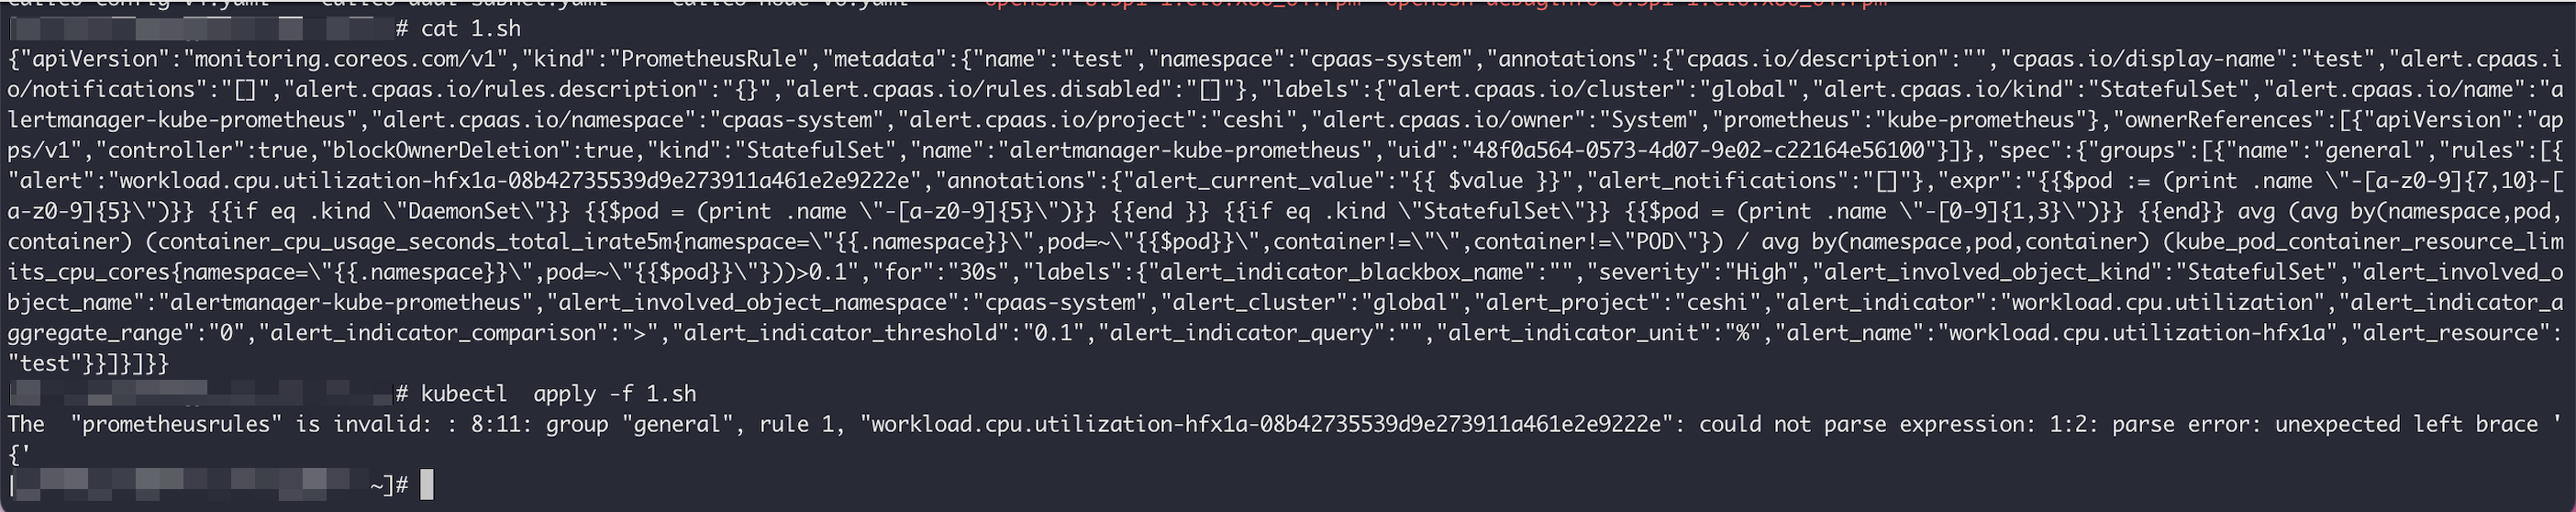 # cat 1.sh
{"apiVersion":"monitoring.coreos.com/v1","kind":"PrometheusRule","metadata":{"name":"test","namespace":"cpaas-system","annotations":{"cpaas.io/description":"","cpaas.io/display-name":"test","alert.cpaas.i
o/notifications":"[]","alert.cpaas.io/rules.description":"{}","alert.cpaas.io/rules.disabled":"[]"},"labels":{"alert.cpaas.io/cluster":"global","alert.cpaas.io/kind":"StatefulSet","alert.cpaas.io/name":"a
lertmanager-kube-prometheus","alert.cpaas.io/namespace":"cpaas-system","alert.cpaas.io/project":"ceshi","alert.cpaas.io/owner":"System","prometheus":"kube-prometheus"},"ownerReferences":[{"apiVersion":"ap
ps/v1","controller":true,"blockOwnerDeletion":true,"kind":"StatefulSet","name":"alertmanager-kube-prometheus","uid":"48f0a564-0573-4d07-9e02-c22164e56100"}]},"spec":{"groups":[{"name":"general","rules":[{
"alert":"workload.cpu.utilization-hfx1a-08b42735539d9e273911a461e2e9222e","annotations":{"alert_current_value":"{{ $value }}","alert_notifications":"[]"},"expr":"{{$pod := (print .name \"-[a-z0-9]{7,10}-[
a-z0-9]{5}\")}} {{if eq .kind \"DaemonSet\"}} {{$pod = (print .name \"-[a-z0-9]{5}\")}} {{end }} {{if eq .kind \"StatefulSet\"}} {{$pod = (print .name \"-[0-9]{1,3}\")}} {{end}} avg (avg by(namespace,pod,
container) (container_cpu_usage_seconds_total_irate5m{namespace=\"{{.namespace}}\",pod=~\"{{$pod}}\",container!=\"\",container!=\"POD\"}) / avg by(namespace,pod,container) (kube_pod_container_resource_lim
its_cpu_cores{namespace=\"{{.namespace}}\",pod=~\"{{$pod}}\"}))>0.1","for":"30s","labels":{"alert_indicator_blackbox_name":"","severity":"High","alert_involved_object_kind":"StatefulSet","alert_involved_o
bject_name":"alertmanager-kube-prometheus","alert_involved_object_namespace":"cpaas-system","alert_cluster":"global","alert_project":"ceshi","alert_indicator":"workload.cpu.utilization","alert_indicator_a
ggregate_range":"0","alert_indicator_comparison":">","alert_indicator_threshold":"0.1","alert_indicator_query":"","alert_indicator_unit":"%","alert_name":"workload.cpu.utilization-hfx1a","alert_resource":
"test"}}]}]}}
# kubectl  apply -f 1.sh
The  "prometheusrules" is invalid: : 8:11: group "general", rule 1, "workload.cpu.utilization-hfx1a-08b42735539d9e273911a461e2e9222e": could not parse expression: 1:2: parse error: unexpected left brace '
{'
~]#